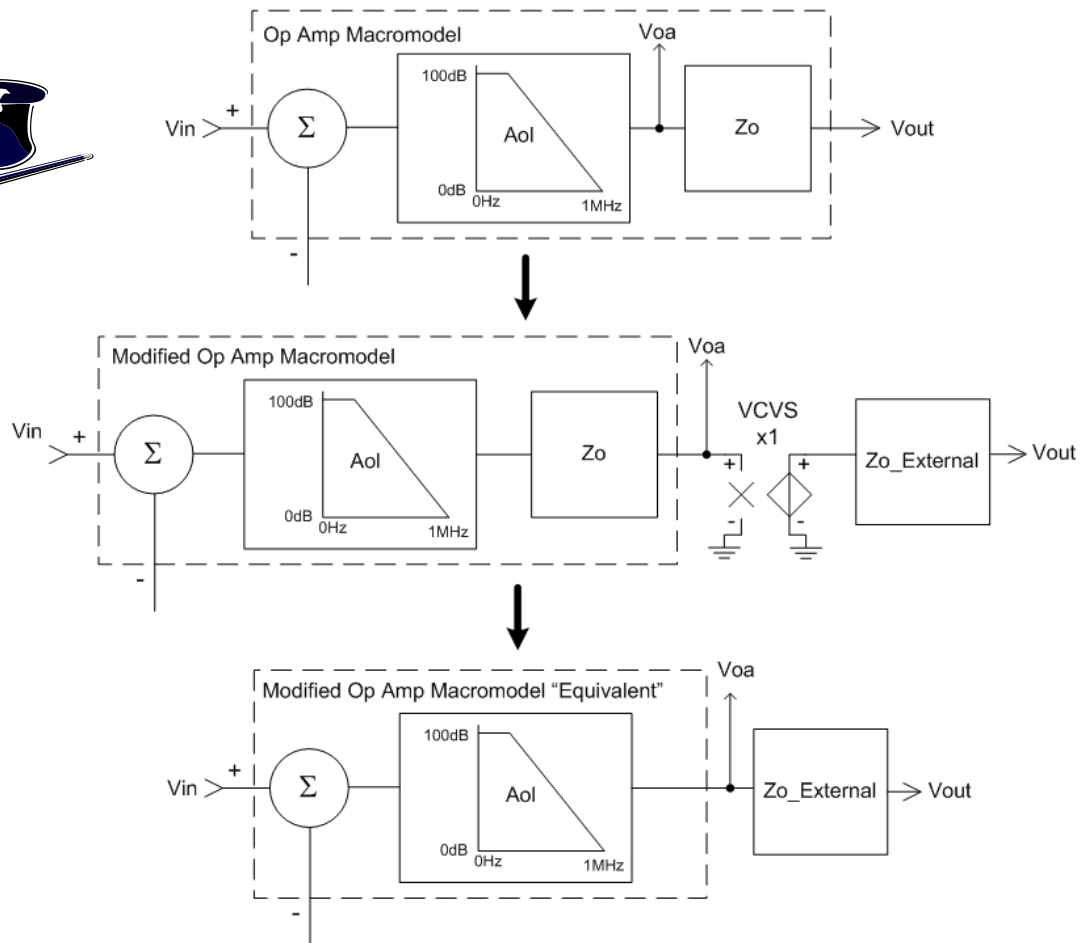 Op Amp Macromodel
Voa
100dB
Vin
+
Σ
Aol
Zo
Vout
0dB
0Hz
1MHz
-
Modified Op Amp Macromodel
Voa
VCVS
x1
100dB
Vin
+
Σ
Aol
Zo
+
+
Zo_External
Vout
0dB
0Hz
1MHz
-
-
-
Modified Op Amp Macromodel “Equivalent”
Voa
100dB
Vin
+
Σ
Aol
Zo_External
Vout
0dB
0Hz
1MHz
-